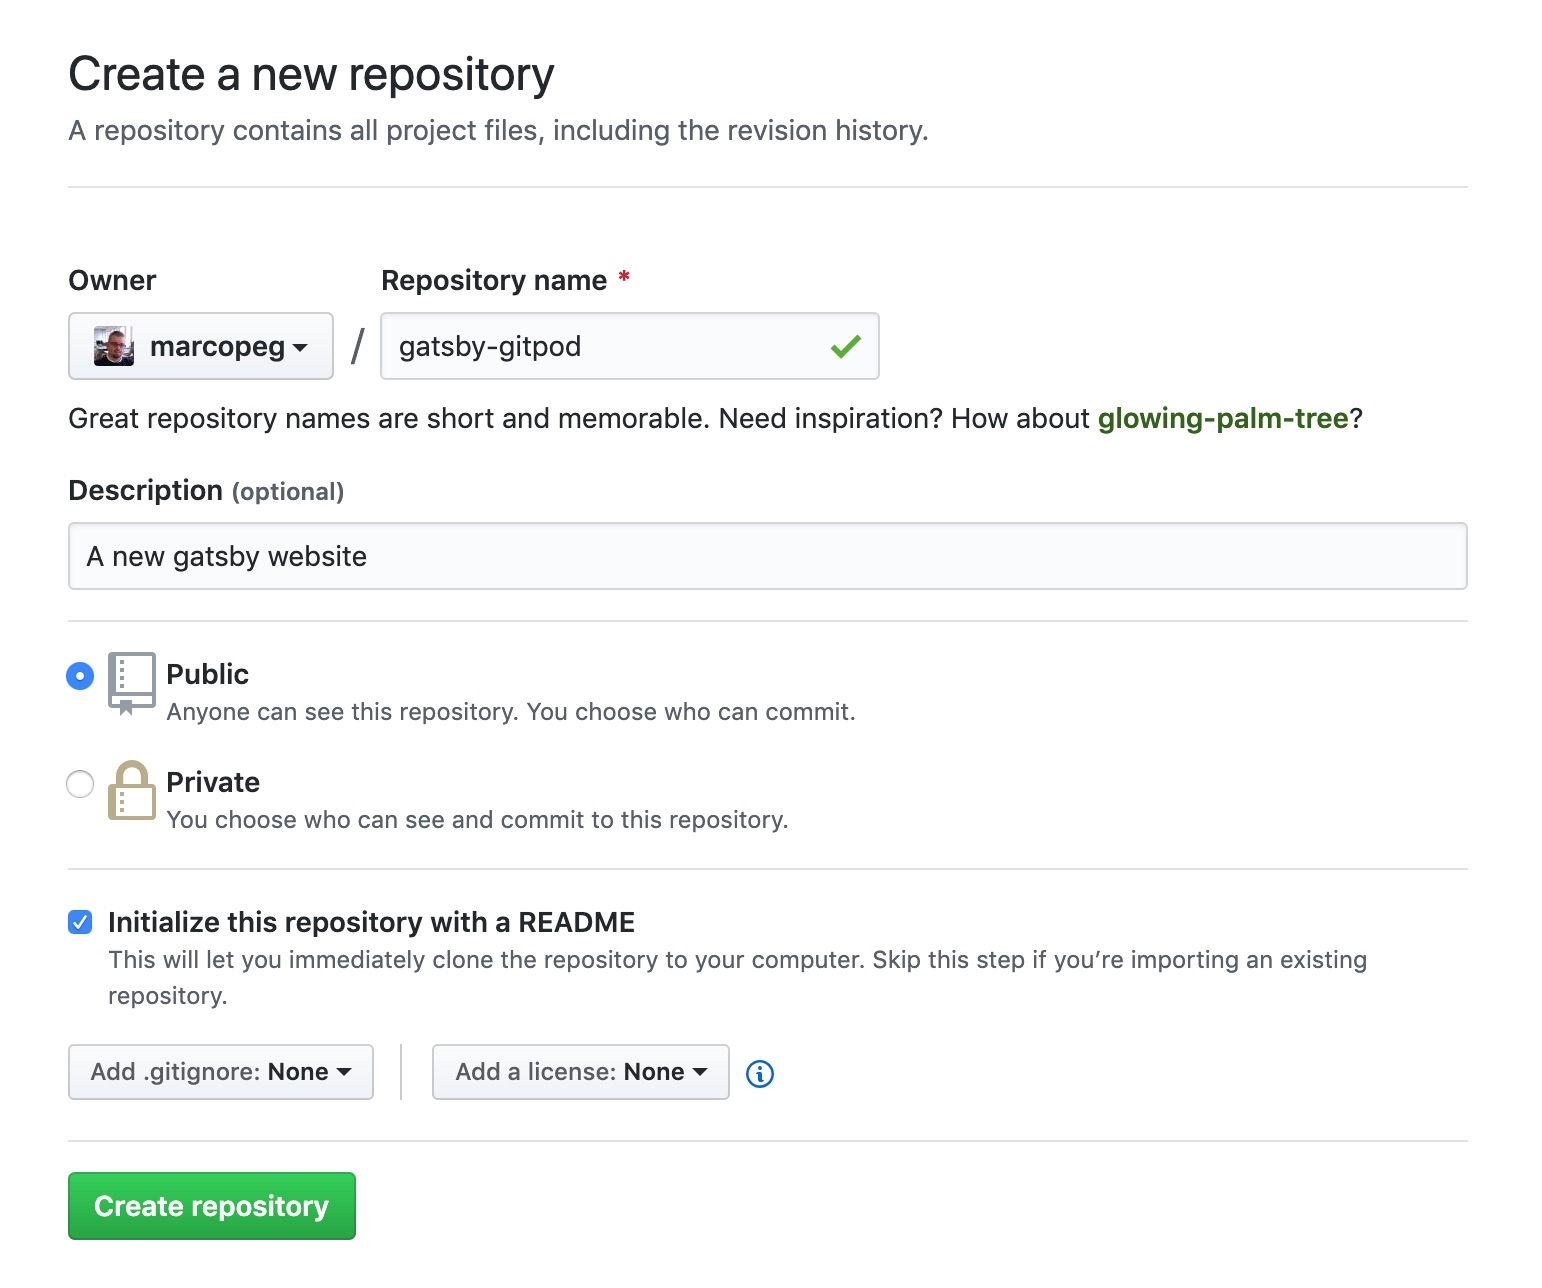 Create a new repository
A repository contains all project files, including the revision history.
Owner
Repository name *
marcopeg
/
gatsby-gitpod
Great repository names are short and memorable. Need inspiration? How about glowing-palm-tree?
Description (optional)
A new gatsby website
Public
Anyone can see this repository. You choose who can commit.
Private
You choose who can see and commit to this repository.
Initialize this repository with a README
This will let you immediately clone the repository to your computer. Skip this step if you’re importing an existing
repository.
Add .gitignore: None
Add a license: None
Create repository